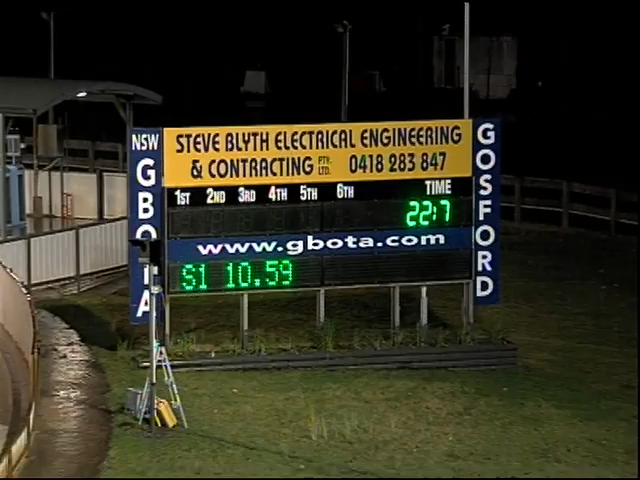 STEVE BLYTH ELECTRICAL ENGINEERING
& CONTRACTING PTY. LTD. 0418 283 847
NSW
GBOTA
1ST 2ND 3RD 4TH 5TH 6TH TIME
22:7
www.gbota.com
S1 10.59
GOSFORD